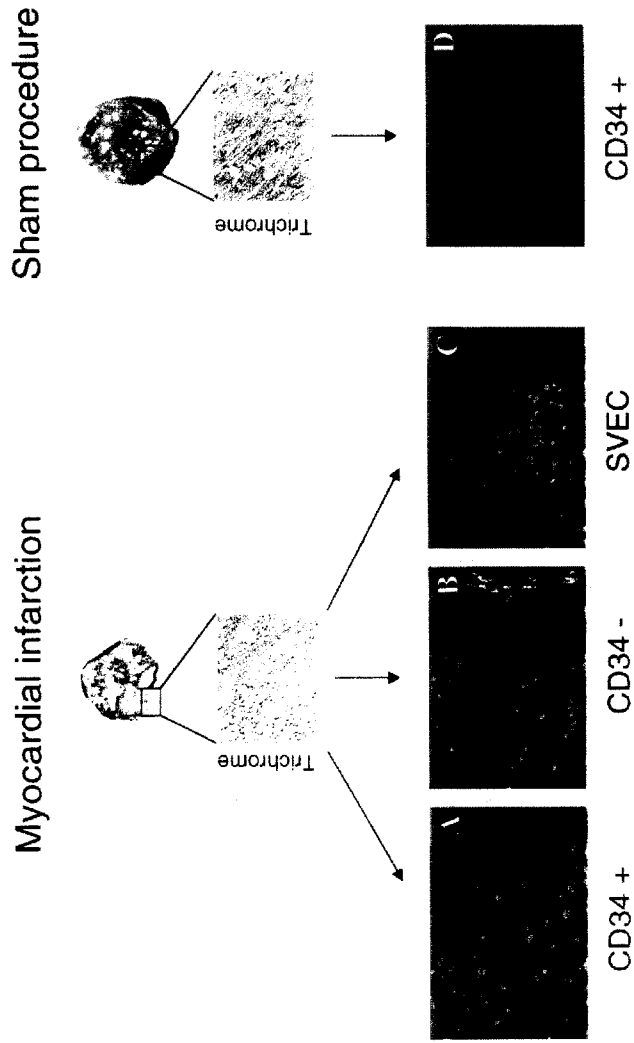 Myocardial infarction
Sham procedure
Trichrome
Trichrome
A
B
C
D
CD34 +
CD34 -
SVEC
CD34 +